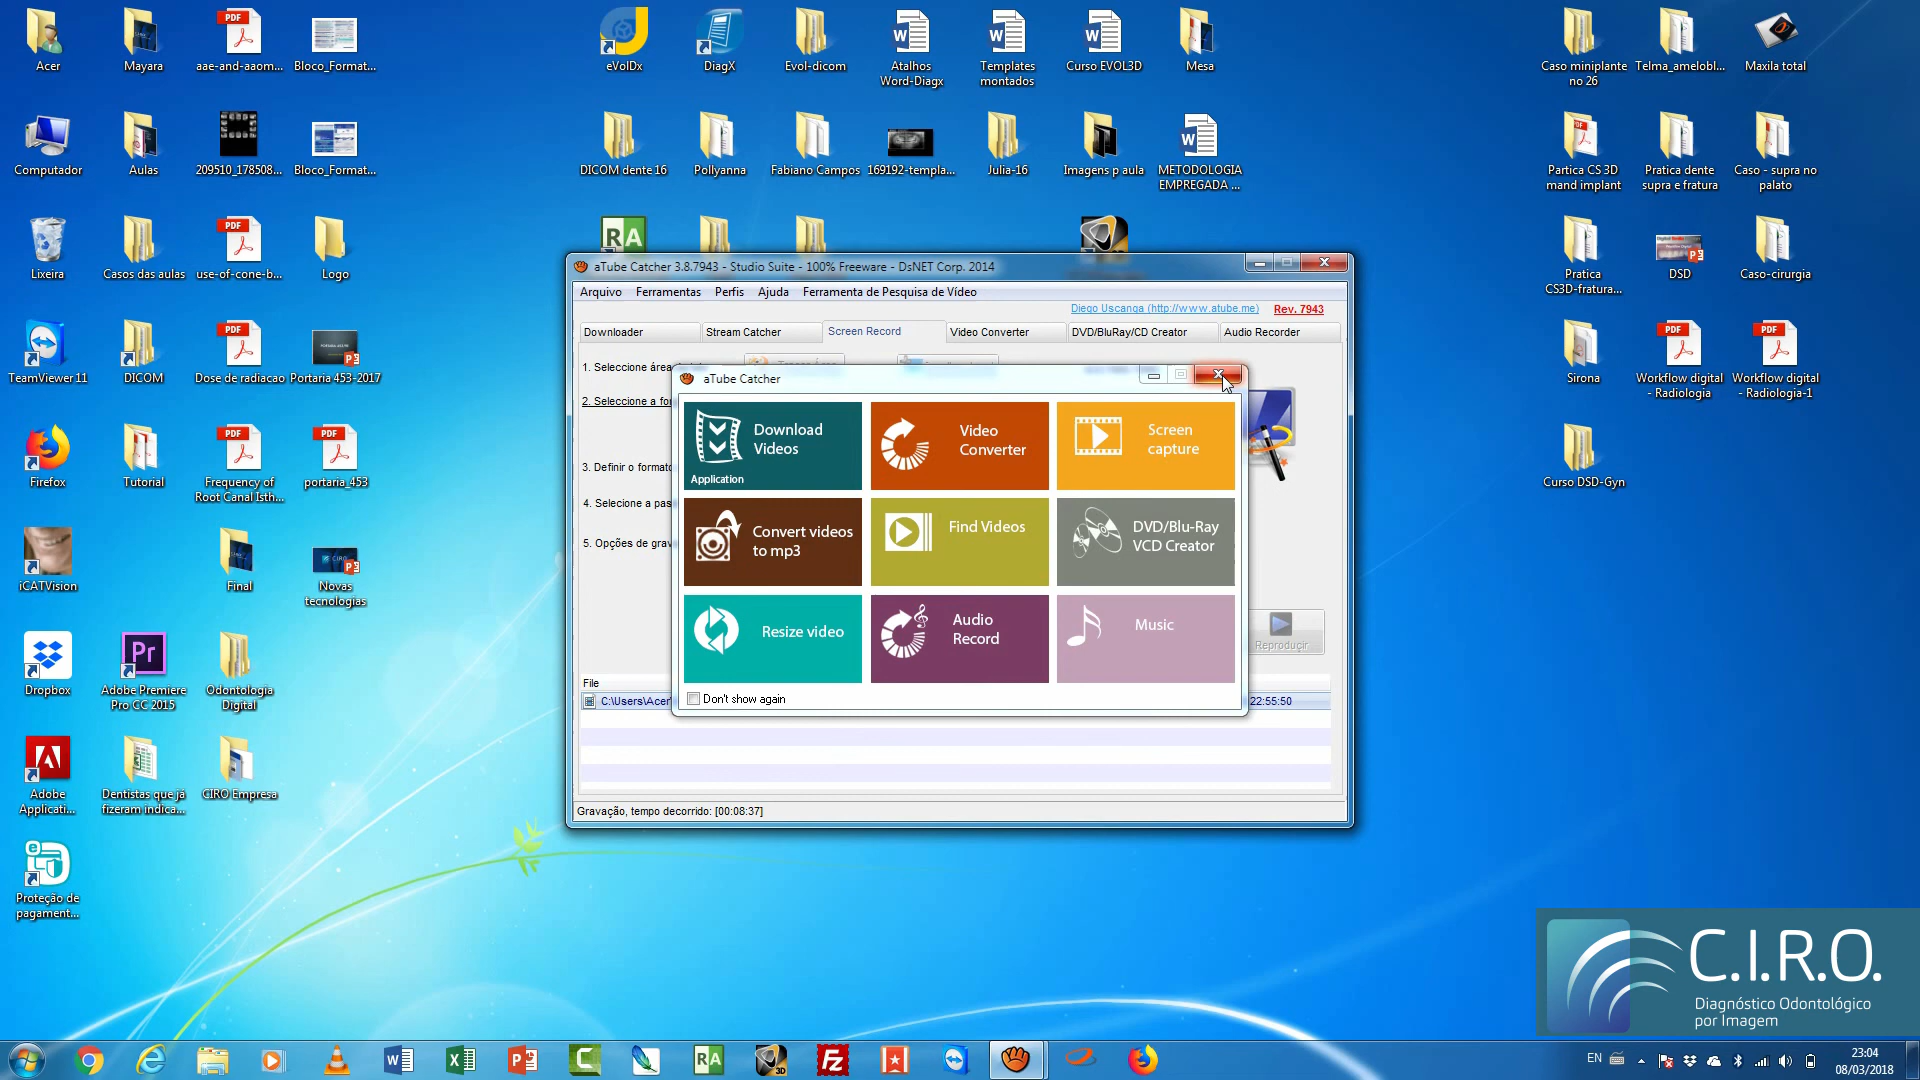 Acer
Mayara
aae-and-aaom...
Bloco_Format...
eVolDx
DiagX
Evol-dicom
Atalhos
Word-Diagx
Templates
montados
Curso EVOL3D
Mesa
Caso miniplante
no 26
Telma_amelobl...
Maxila total
Computador
Aulas
209510_178508...
Bloco_Format...
DICOM dente 16
Pollyanna
Fabiano Campos
169192-templa...
Julia-16
Imagens p aula
METODOLOGIA
EMPREGADA ...
Partica CS 3D
mand implant
Pratica dente
supra e fratura
Caso - supra no
palato
Lixeira
Casos das aulas
use-of-cone-b...
Logo
Pratica
CS3D-fratura...
DSD
Caso-cirurgia
TeamViewer 11
DICOM
Dose de radiacao
Portaria 453-2017
Sirona
Workflow digital
- Radiologia
Workflow digital
- Radiologia-1
Firefox
Tutorial
Frequency of
Root Canal Isth...
portaria_453
Curso DSD-Gyn
iCATVision
Final
Novas
tecnologias
Dropbox
Adobe Premiere
Pro CC 2015
Odontologia
Digital
Adobe
Applicati...
Dentistas que já
fizeram indica...
CIRO Empresa
Proteção de
pagament...
aTube Catcher 3.8.7943 - Studio Suite - 100% Freeware - DsNET Corp. 2014
Arquivo Ferramentas Perfis Ajuda Ferramenta de Pesquisa de Vídeo
Diego Uscanga (http://www.atube.me) Rev. 7943
Downloader Stream Catcher Screen Record Video Converter DVD/BluRay/CD Creator Audio Recorder
1. Seleccione área
2. Seleccione a for
3. Definir o formato
4. Selecione a pas
5. Opções de grav
Reproduçir
File
C:\Users\Acer
22:55:50
Gravação, tempo decorrido: [00:08:37]
aTube Catcher
Download
Videos
Application
Video
Converter
Screen
capture
Convert videos
to mp3
Find Videos
DVD/Blu-Ray
VCD Creator
Resize video
Audio
Record
Music
Don't show again
C.I.R.O.
Diagnóstico Odontológico
por Imagem
EN
23:04
08/03/2018